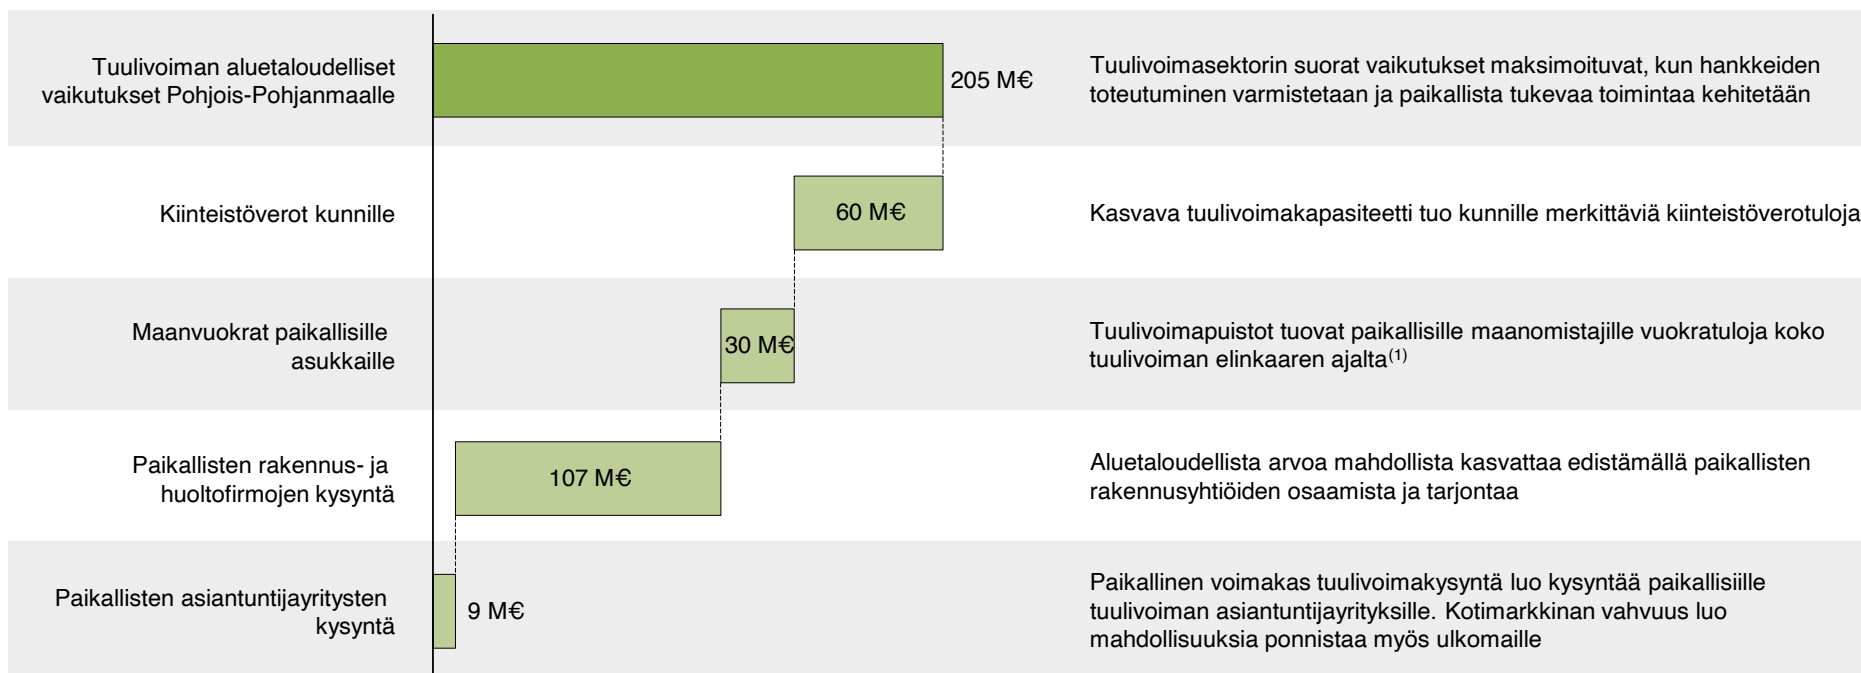 Tuulivoiman aluetaloudelliset
vaikutukset Pohjois-Pohjanmaalle
205 M€
Tuulivoimasektorin suorat vaikutukset maksimoituvat, kun hankkeiden
toteutuminen varmistetaan ja paikallista tukevaa toimintaa kehitetään
Kiinteistöverot kunnille
60 M€
Kasvava tuulivoimakapasiteetti tuo kunnille merkittäviä kiinteistöverotuloja
Maanvuokrat paikallisille
asukkaille
30 M€
Tuulivoimapuistot tuovat paikallisille maanomistajille vuokratuloja koko
tuulivoiman elinkaaren ajalta(1)
Paikallisten rakennus- ja
huoltofirmojen kysyntä
107 M€
Aluetaloudellista arvoa mahdollista kasvattaa edistämällä paikallisten
rakennusyhtiöiden osaamista ja tarjontaa
Paikallisten asiantuntijayritysten
kysyntä
9 M€
Paikallinen voimakas tuulivoimakysyntä luo kysyntää paikallisiille
tuulivoiman asiantuntijayrityksille. Kotimarkkinan vahvuus luo
mahdollisuuksia ponnistaa myös ulkomaille